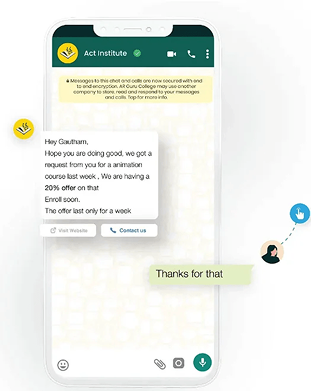 Act Institute
Messages to this chat and calls are now secured with end
to end encryption. AR Guru College may use another
company to store, read and respond to your messages
and calls. Tap for more info.
Hey Gautham,
Hope you are doing good, we got a
request from you for a animation
course last week , We are having a
20% offer on that
Enroll soon.
The offer last only for a week
Visit Website
Contact us
Thanks for that